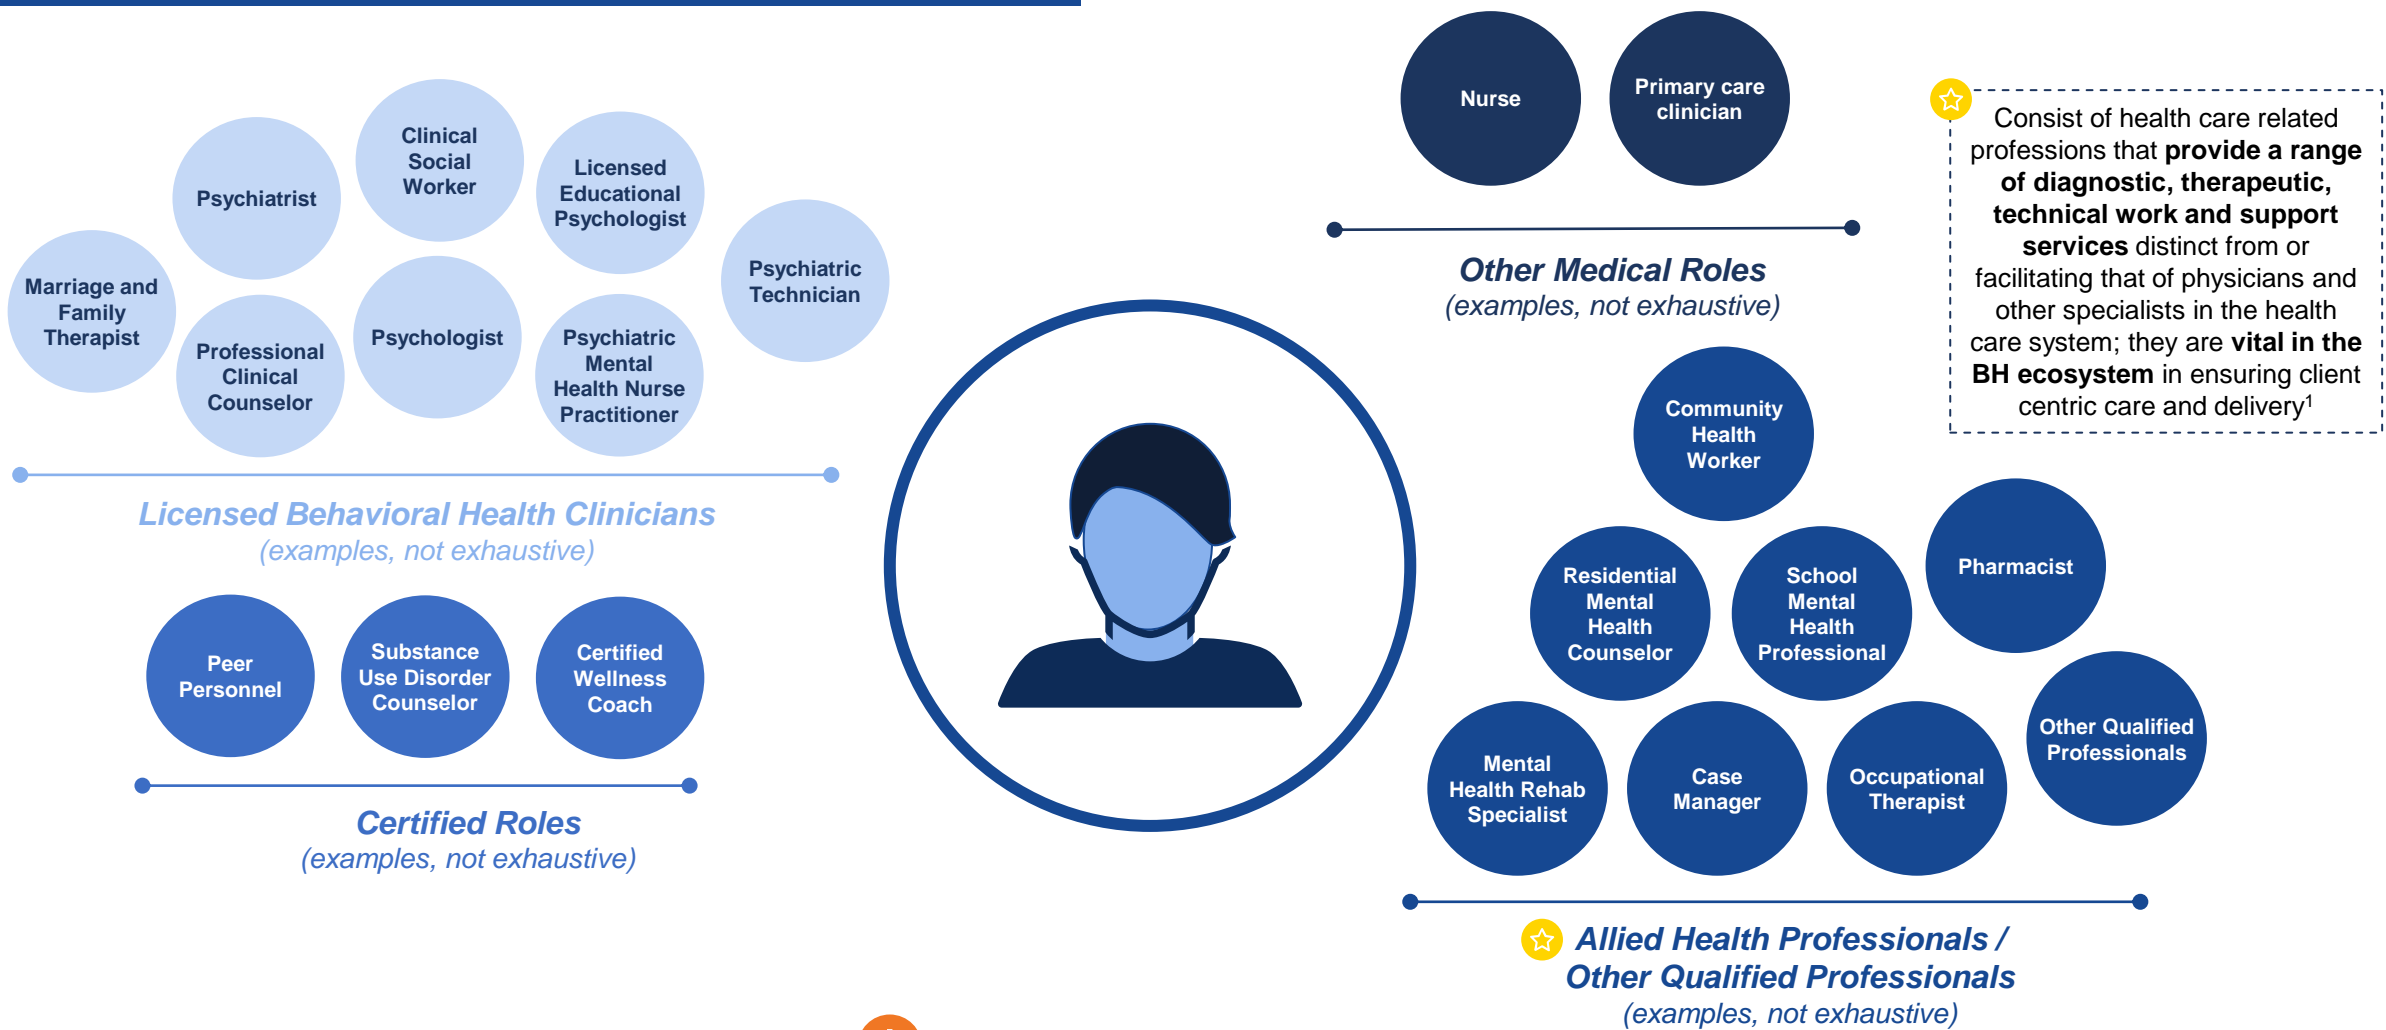 Psychiatrist
Clinical
Social
Worker
Licensed
Educational
Psychologist
Psychiatric
Technician
Marriage and
Family
Therapist
Professional
Clinical
Counselor
Psychologist
Psychiatric
Mental
Health Nurse
Practitioner
Licensed Behavioral Health Clinicians
(examples, not exhaustive)
Peer
Personnel
Substance
Use Disorder
Counselor
Certified
Wellness
Coach
Certified Roles
(examples, not exhaustive)
Nurse
Primary care
clinician
Other Medical Roles
(examples, not exhaustive)
Consist of health care related
professions that provide a range
of diagnostic, therapeutic,
technical work and support
services distinct from or
facilitating that of physicians and
other specialists in the health
care system; they are vital in the
BH ecosystem in ensuring client
centric care and delivery¹
Community
Health
Worker
Residential
Mental
Health
Counselor
School
Mental
Health
Professional
Pharmacist
Mental
Health Rehab
Specialist
Case
Manager
Occupational
Therapist
Other Qualified
Professionals
Allied Health Professionals /
Other Qualified Professionals
(examples, not exhaustive)